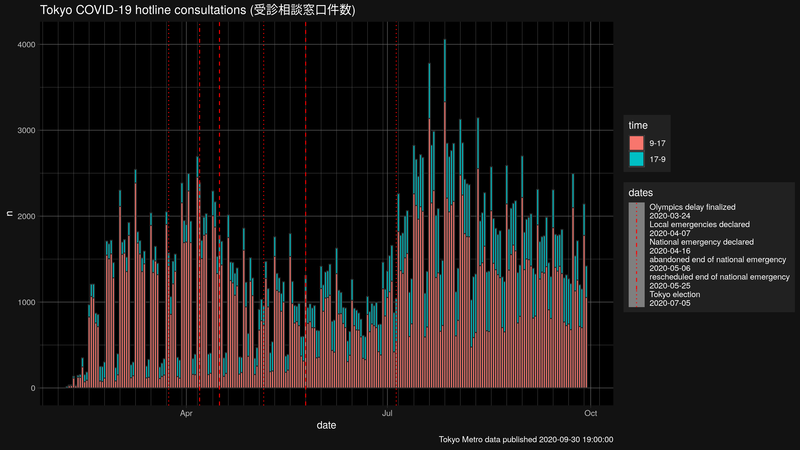 Tokyo COVID-19 hotline consultations (受診相談窓口件数)
4000
3000
2000
1000
0
n
Apr
Jul
Oct
date
time
9-17
17-9
dates
Olympics delay finalized
2020-03-24
Local emergencies declared
2020-04-07
National emergency declared
2020-04-16
abandoned end of national emergency
2020-05-06
rescheduled end of national emergency
2020-05-25
Tokyo election
2020-07-05
Tokyo Metro data published 2020-09-30 19:00:00